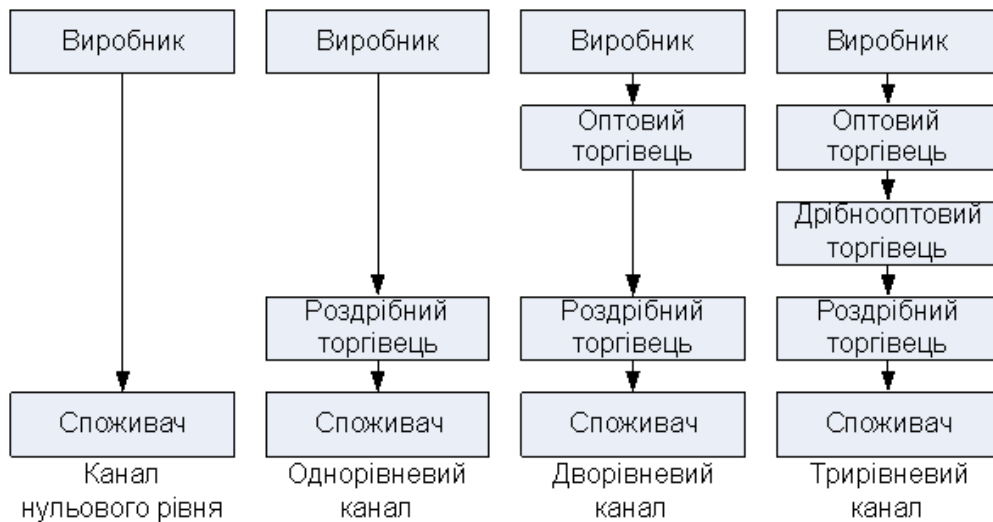 Виробник
Виробник
Виробник
Виробник
Оптовий
торгівець
Оптовий
торгівець
Дрібнооптовий
торгівець
Роздрібний
торгівець
Роздрібний
торгівець
Роздрібний
торгівець
Споживач
Споживач
Споживач
Споживач
Канал
нульового рівня
Однорівневий
канал
Дворівневий
канал
Трирівневий
канал